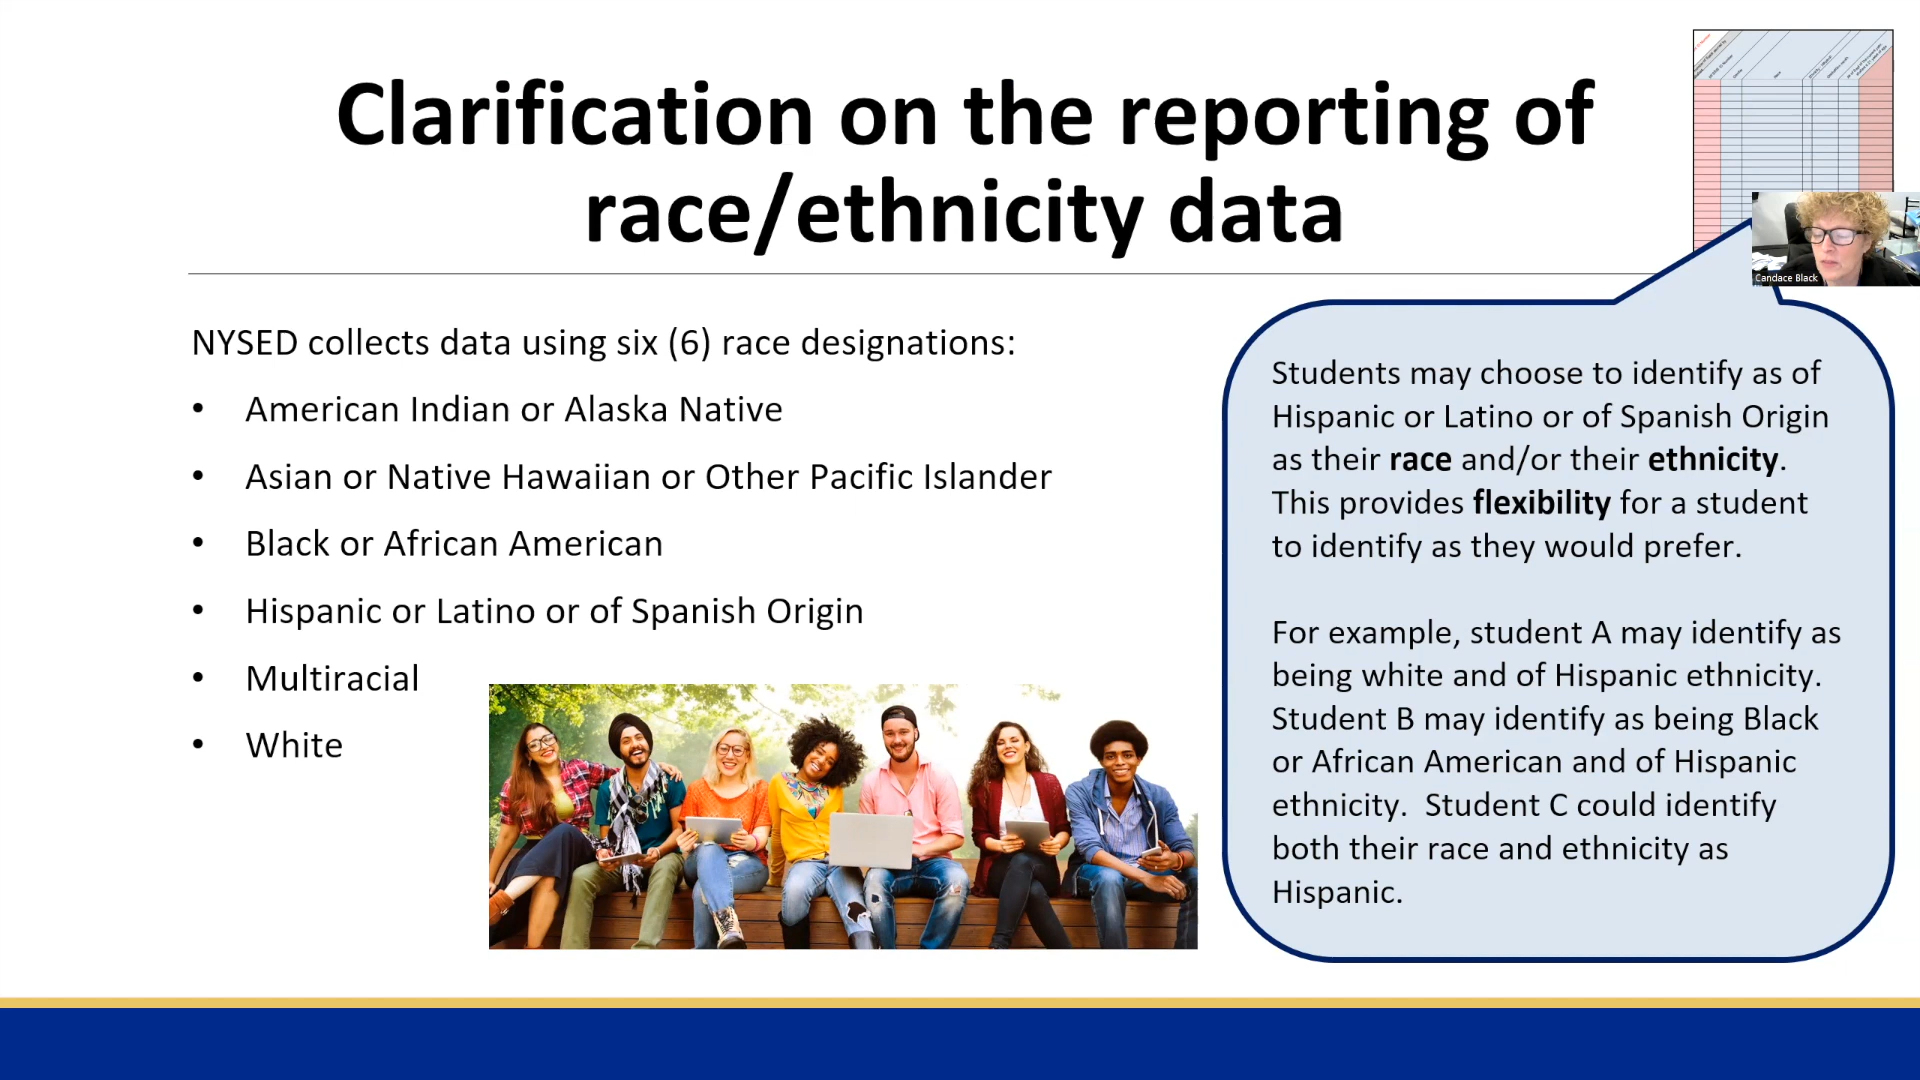 Clarification on the reporting of
race/ethnicity data
Candace Black
NYSED collects data using six (6) race designations:
• American Indian or Alaska Native
• Asian or Native Hawaiian or Other Pacific Islander
• Black or African American
• Hispanic or Latino or of Spanish Origin
• Multiracial
• White
Students may choose to identify as of
Hispanic or Latino or of Spanish Origin
as their race and/or their ethnicity.
This provides flexibility for a student
to identify as they would prefer.
For example, student A may identify as
being white and of Hispanic ethnicity.
Student B may identify as being Black
or African American and of Hispanic
ethnicity.  Student C could identify
both their race and ethnicity as
Hispanic.